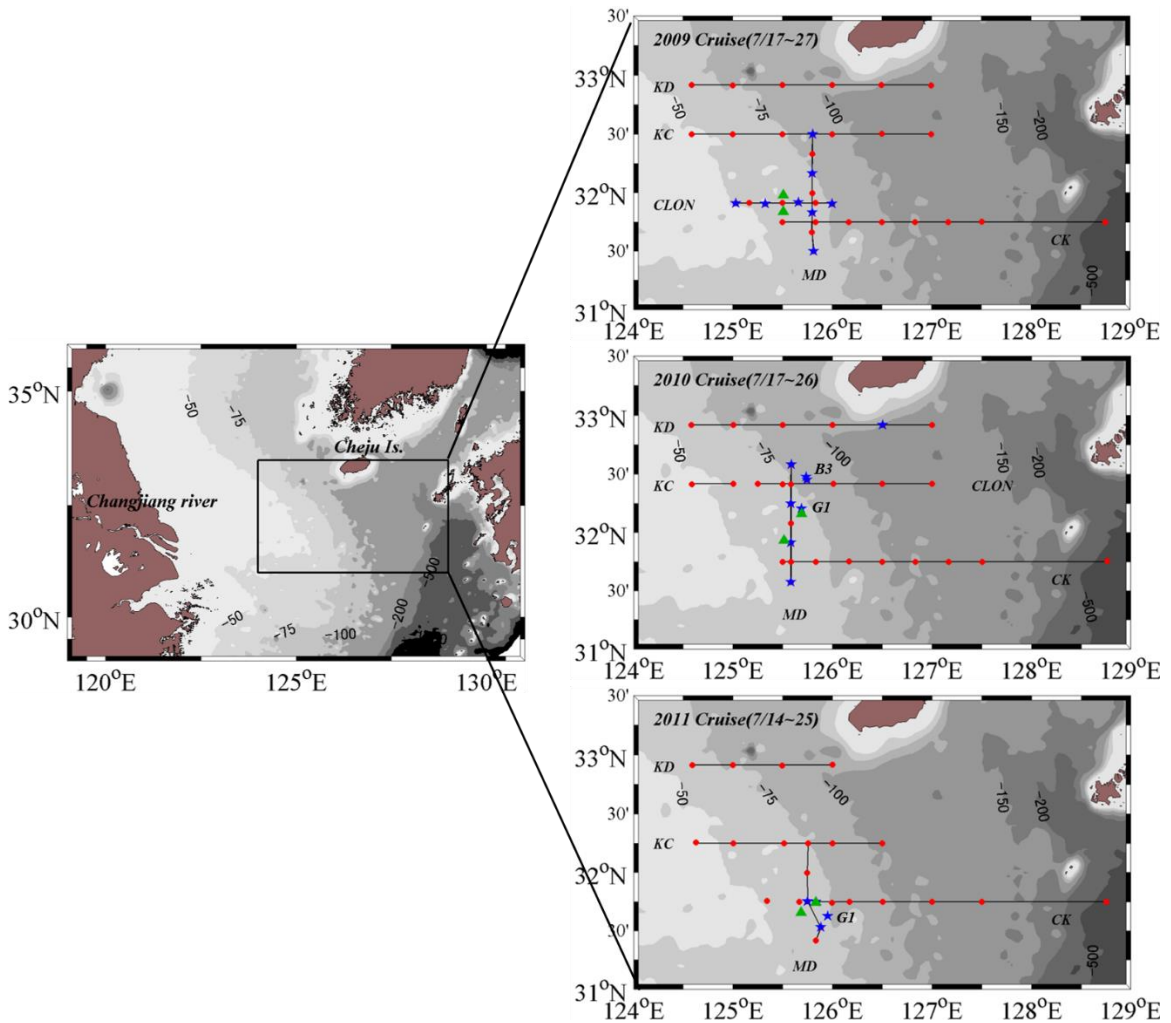 2009 Cruise(7/17~27)
30'
33°N
30'
32°N
30'
31°N
KD
KC
CLON
MD
CK
-50
-75
-100
-150
-200
-500
124°E 125°E 126°E 127°E 128°E 129°E
2010 Cruise(7/17~26)
30'
33°N
30'
32°N
30'
31°N
KD
B3
KC
CLON
G1
CK
MD
-50
-75
-100
-150
-200
-500
124°E 125°E 126°E 127°E 128°E 129°E
2011 Cruise(7/14~25)
30'
33°N
30'
32°N
30'
31°N
KD
KC
G1
CK
MD
-50
-75
-100
-150
-200
-500
124°E 125°E 126°E 127°E 128°E 129°E
35°N
30°N
-50
-75
Cheju Is.
Changjiang river
-500
-200
-50
-75
-100
120°E 125°E 130°E